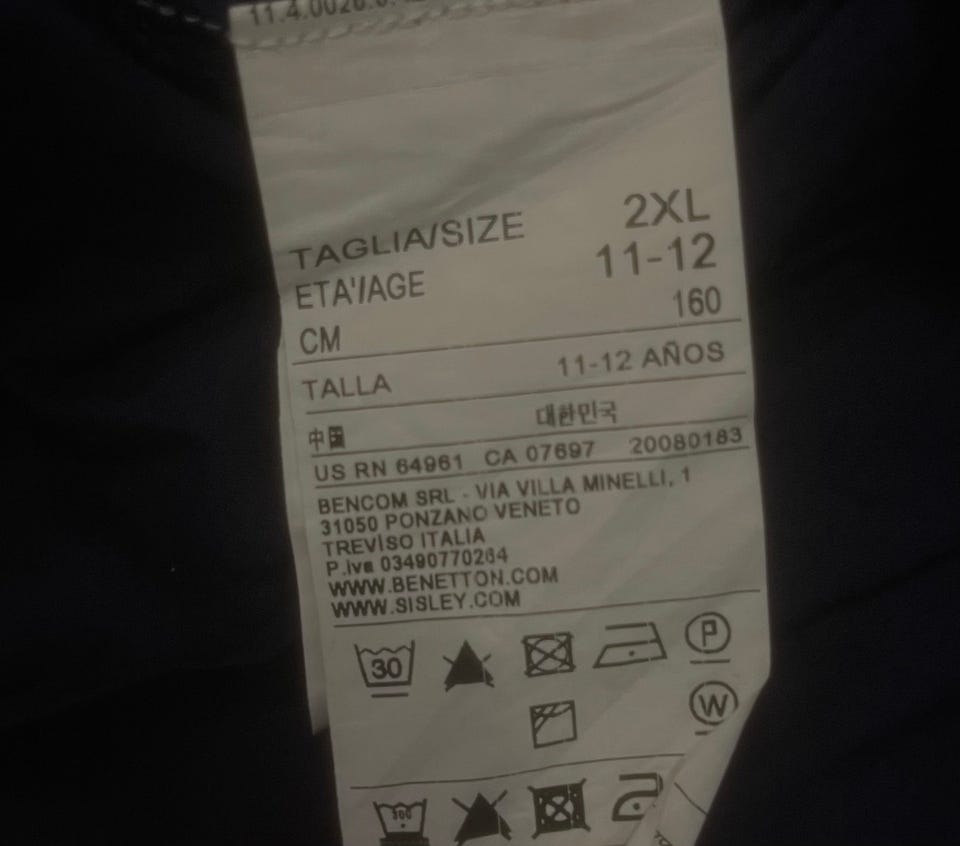 TAGLIA/SIZE 2XL
ETA'/AGE 11-12
CM 160
TALLA 11-12 AÑOS
中国 대한민국
US RN 64961 CA 07697 20080183
BENCOM SRL - VIA VILLA MINELLI, 1
31050 PONZANO VENETO
TREVISO ITALIA
P.Iva 03490770264
WWW.BENETTON.COM
WWW.SISLEY.COM
30 P
W